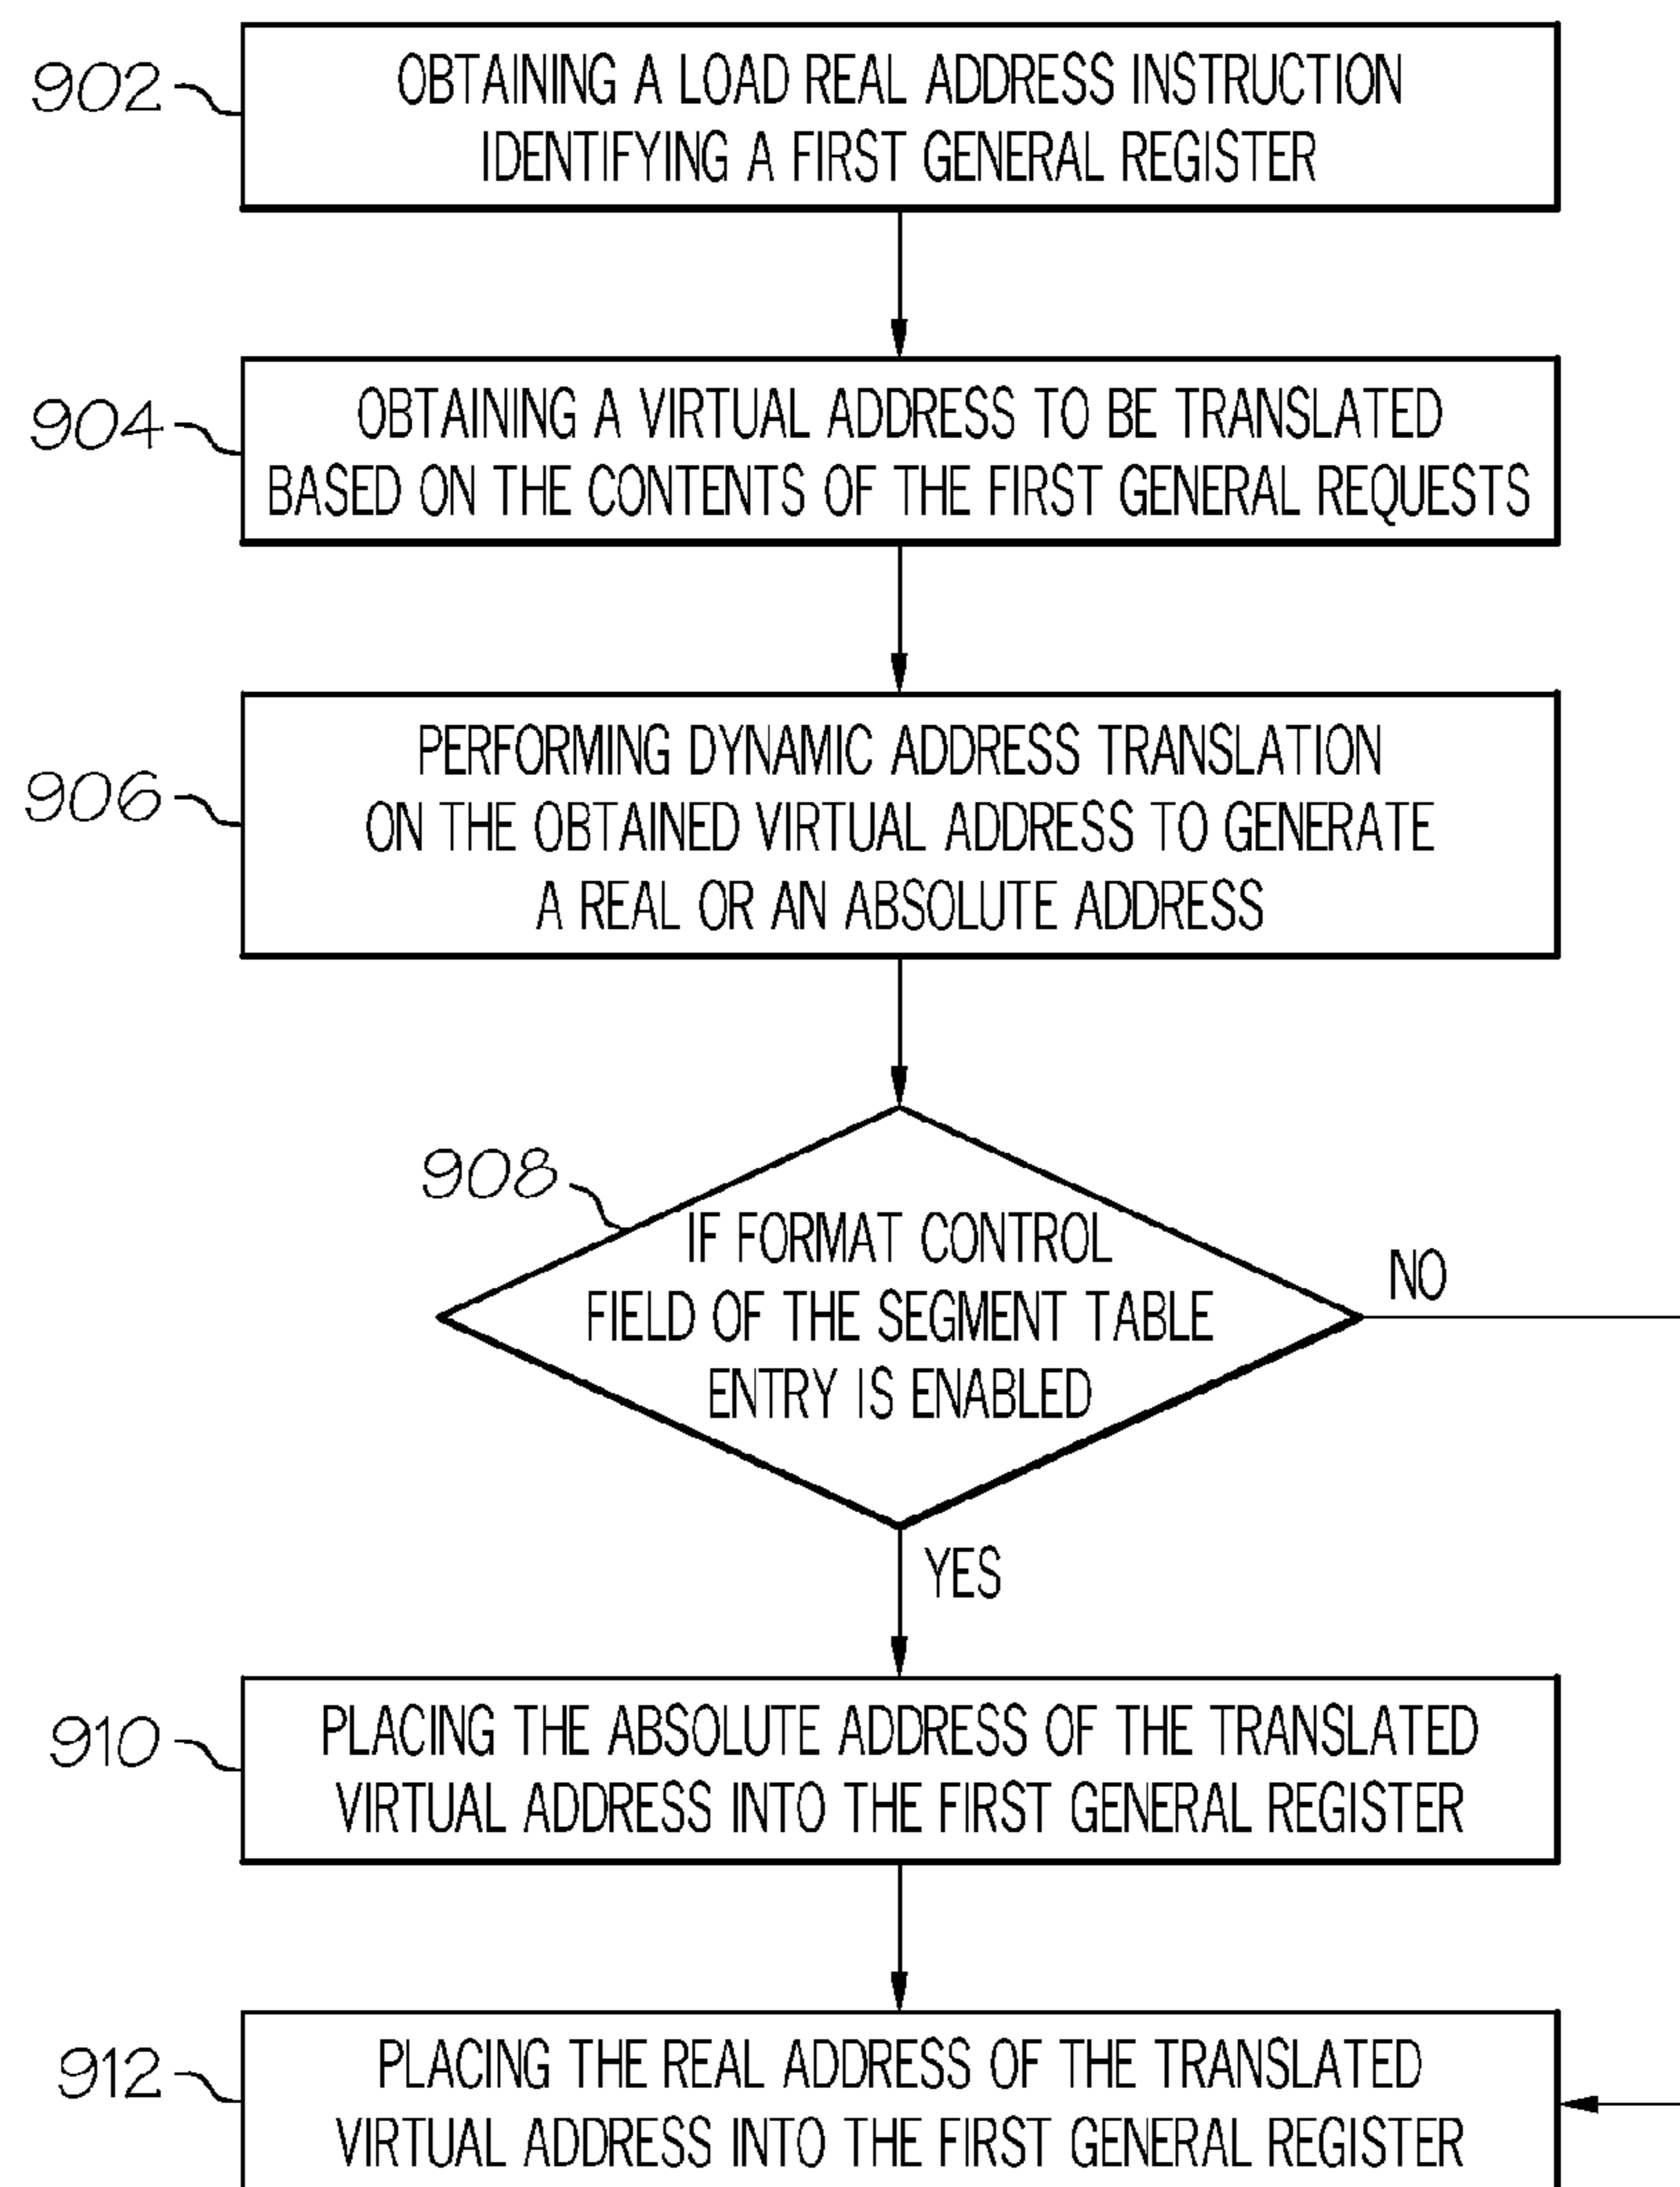 902
OBTAINING A LOAD REAL ADDRESS INSTRUCTION
IDENTIFYING A FIRST GENERAL REGISTER
904
OBTAINING A VIRTUAL ADDRESS TO BE TRANSLATED
BASED ON THE CONTENTS OF THE FIRST GENERAL REQUESTS
906
PERFORMING DYNAMIC ADDRESS TRANSLATION
ON THE OBTAINED VIRTUAL ADDRESS TO GENERATE
A REAL OR AN ABSOLUTE ADDRESS
908
IF FORMAT CONTROL
FIELD OF THE SEGMENT TABLE
ENTRY IS ENABLED
NO
YES
910
PLACING THE ABSOLUTE ADDRESS OF THE TRANSLATED
VIRTUAL ADDRESS INTO THE FIRST GENERAL REGISTER
912
PLACING THE REAL ADDRESS OF THE TRANSLATED
VIRTUAL ADDRESS INTO THE FIRST GENERAL REGISTER